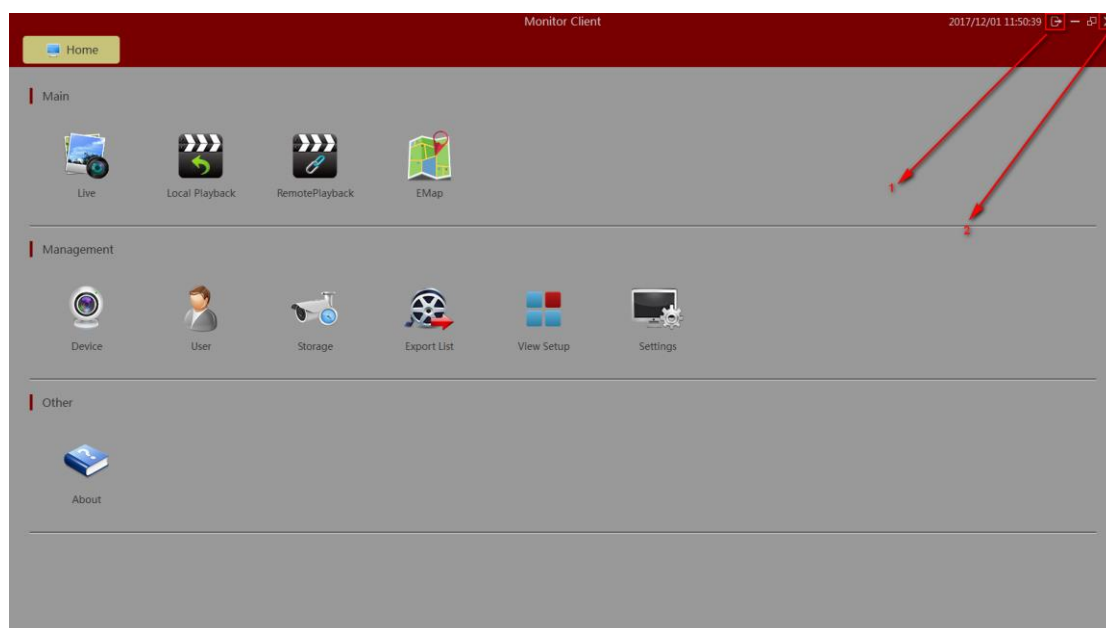 Monitor Client
2017/12/01 11:50:39
Home
Main
Live
Local Playback
RemotePlayback
EMap
1
2
Management
Device
User
Storage
Export List
View Setup
Settings
Other
About